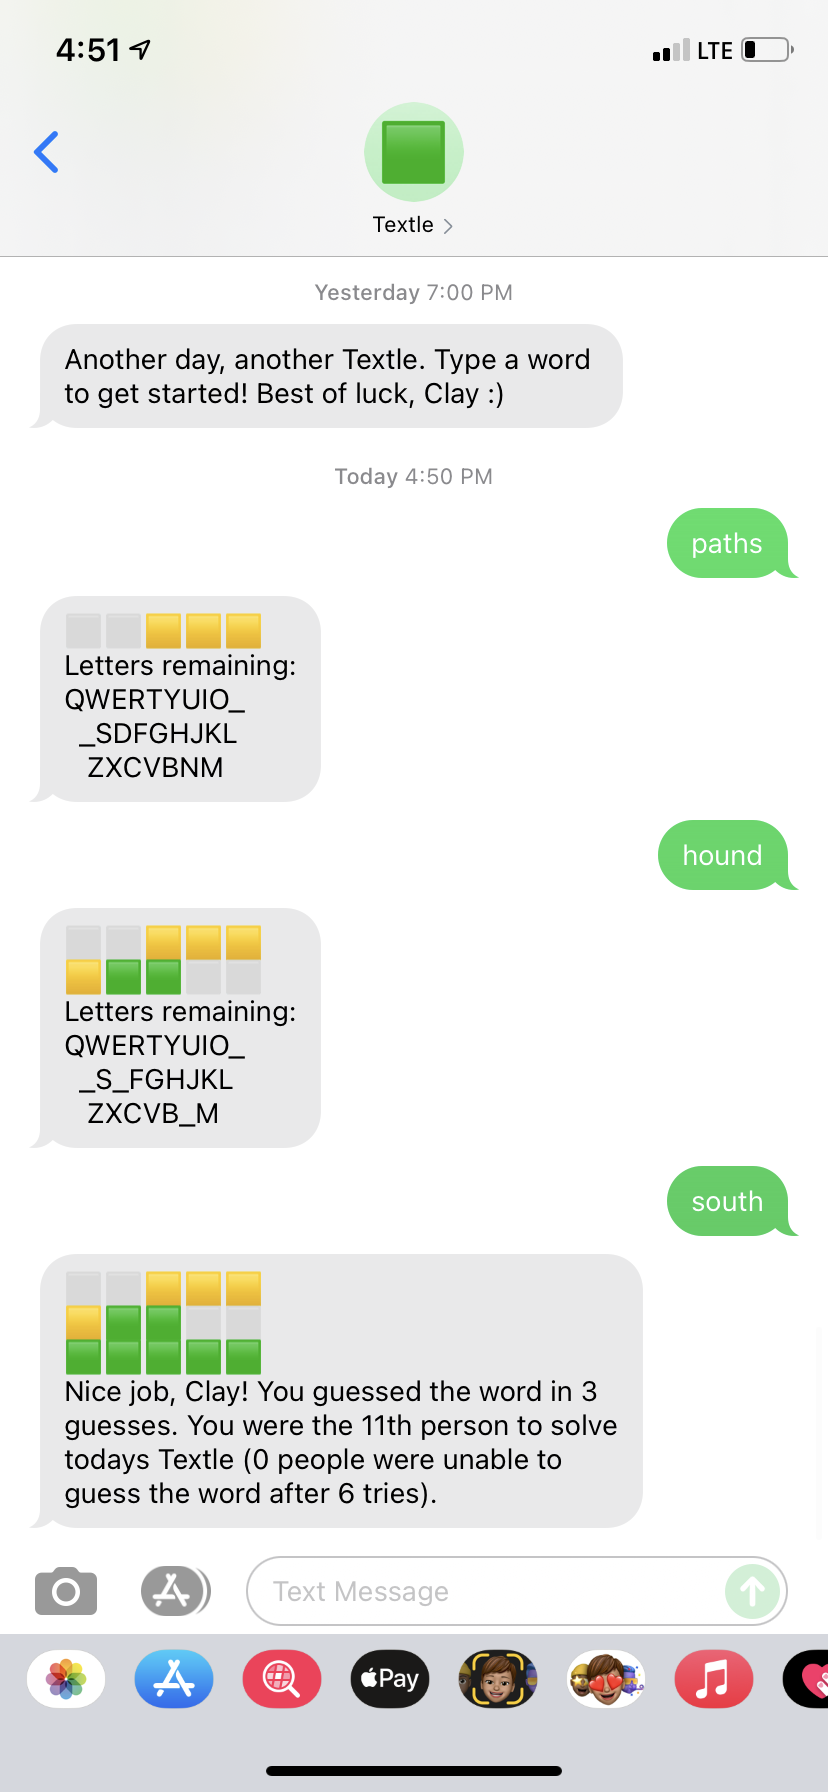 4:51
LTE
Textle
Yesterday 7:00 PM
Another day, another Textle. Type a word
to get started! Best of luck, Clay :)
Today 4:50 PM
paths
Letters remaining:
QWERTYUIO_
_SDFGHJKL
ZXCVBNM
hound
Letters remaining:
QWERTYUIO_
_S_FGHJKL
ZXCVB_M
south
Nice job, Clay! You guessed the word in 3
guesses. You were the 11th person to solve
todays Textle (0 people were unable to
guess the word after 6 tries).
Text Message
Pay